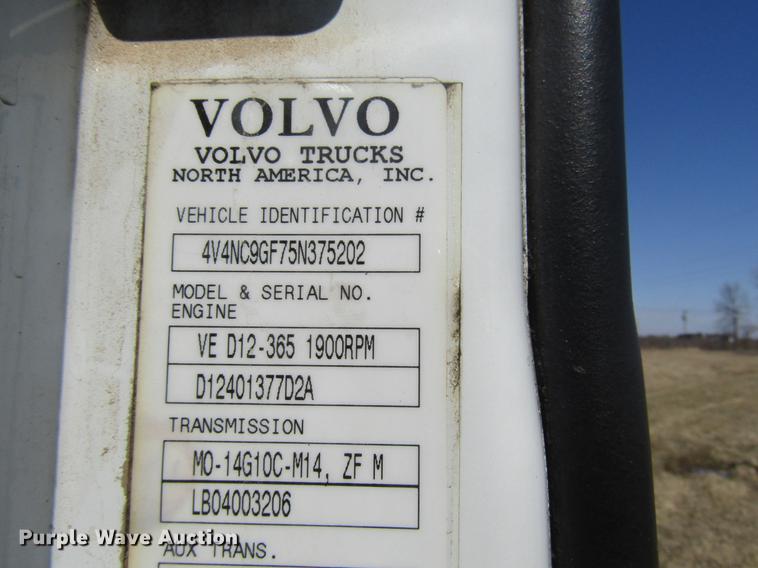 VOLVO
VOLVO TRUCKS
NORTH AMERICA, INC.
VEHICLE IDENTIFICATION #
4V4NC9GF75N375202
MODEL & SERIAL NO.
ENGINE
VE D12-365 1900RPM
D12401377D2A
TRANSMISSION
MO-14G10C-M14, ZF M
LB04003206
AUX TRANS.
Purple Wave Auction